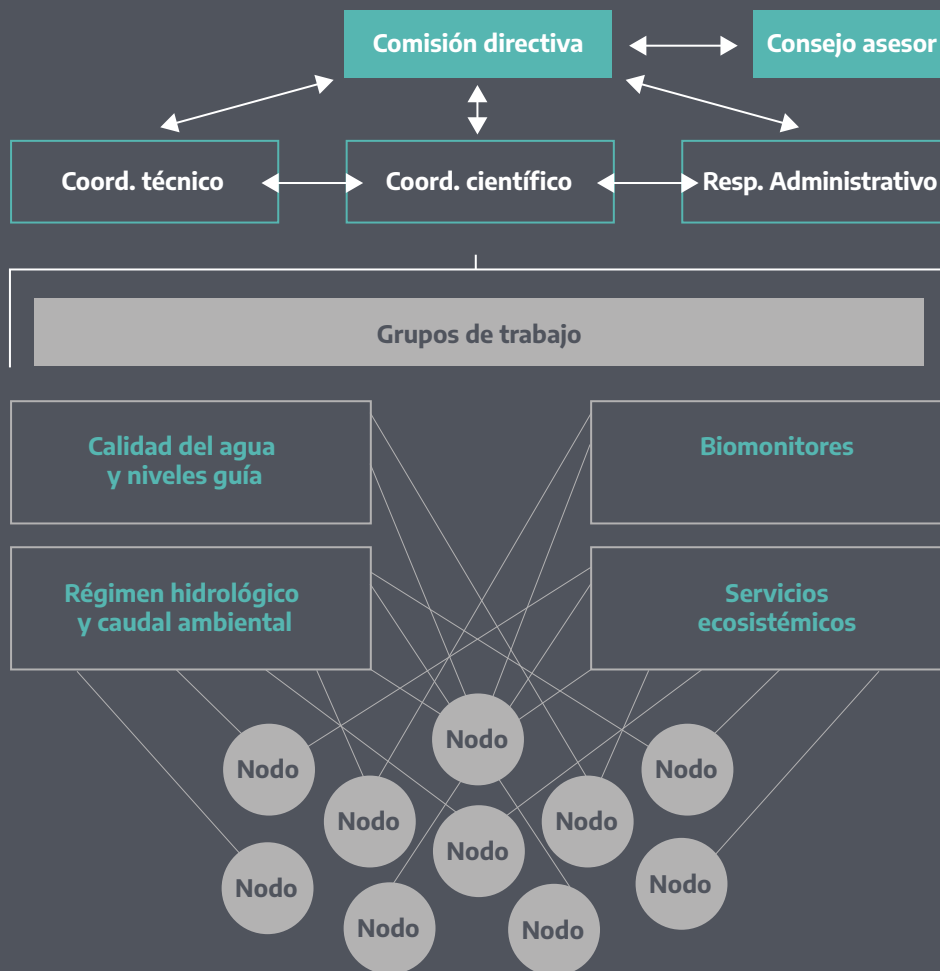 Comisión directiva
Consejo asesor
Coord. técnico
Coord. científico
Resp. Administrativo
Grupos de trabajo
Calidad del agua
y niveles guía
Biomonitores
Régimen hidrológico
y caudal ambiental
Servicios
ecosistémicos
Nodo
Nodo
Nodo
Nodo
Nodo
Nodo
Nodo
Nodo
Nodo
Nodo